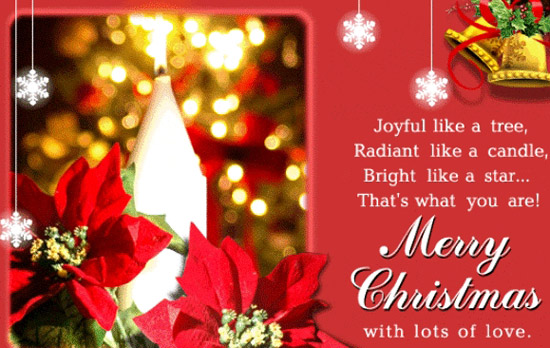 Joyful like a tree,
Radiant like a candle,
Bright like a star...
That's what you are!
Merry
Christmas
with lots of love.